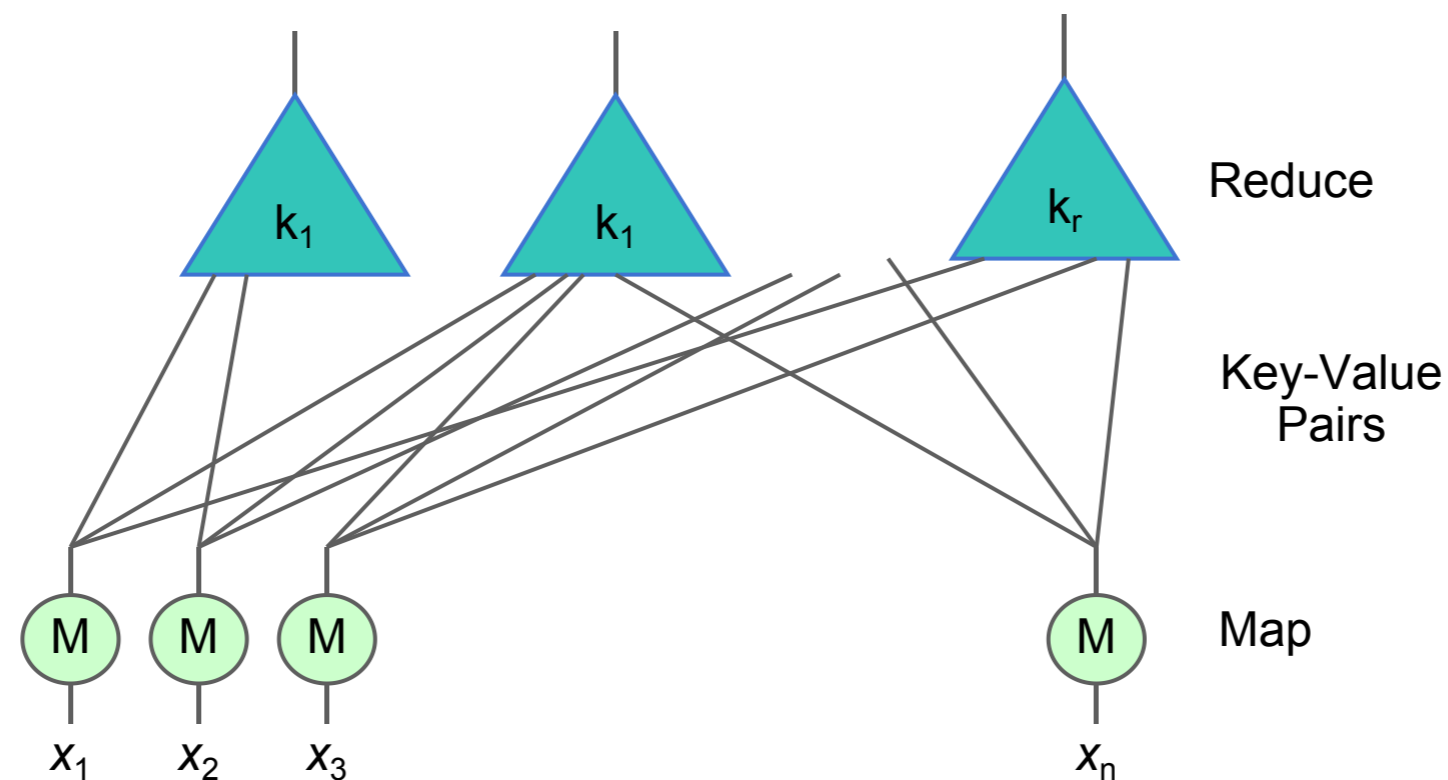 Reduce
k₁ k₁ kᵣ
Key-Value
Pairs
M M M M Map
x₁ x₂ x₃ xₙ